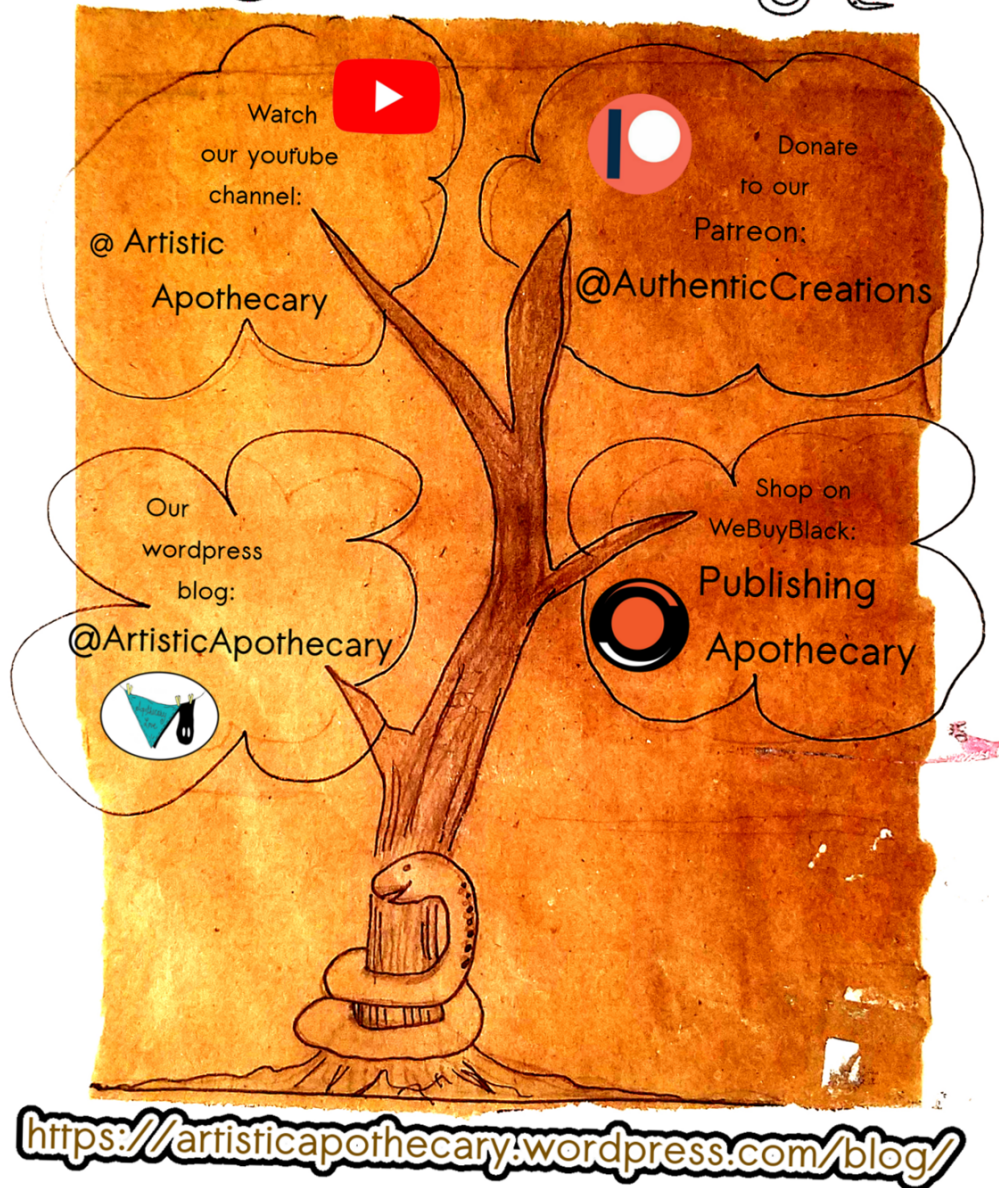 Watch
our youtube
channel:
@ Artistic
Apothecary
Donate
to our
Patreon:
@AuthenticCreations
Our
wordpress
blog:
@ArtisticApothecary
Shop on
WeBuyBlack:
Publishing
Apothecary
https://artisticapothecary.wordpress.com/blog/